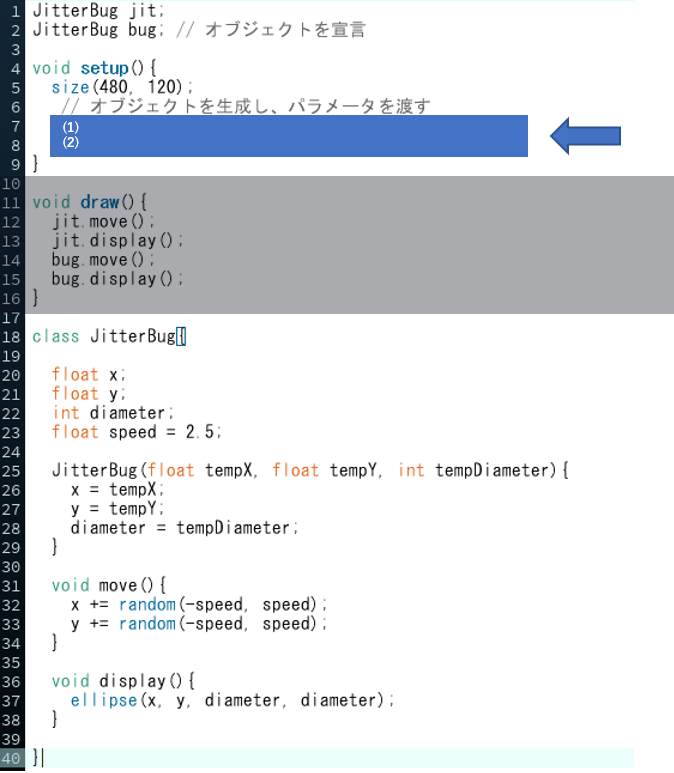 1 JitterBug jit;
2 JitterBug bug; // オブジェクトを宣言
3
4 void setup(){
5 size(480, 120);
6 // オブジェクトを生成し、パラメータを渡す
7 (1)
8 (2)
9 }
10
11 void draw(){
12 jit.move();
13 jit.display();
14 bug.move();
15 bug.display();
16 }
17
18 class JitterBug{
19
20 float x;
21 float y;
22 int diameter;
23 float speed = 2.5;
24
25 JitterBug(float tempX, float tempY, int tempDiameter){
26 x = tempX;
27 y = tempY;
28 diameter = tempDiameter;
29 }
30
31 void move(){
32 x += random(-speed, speed);
33 y += random(-speed, speed);
34 }
35
36 void display(){
37 ellipse(x, y, diameter, diameter);
38 }
39
40 }